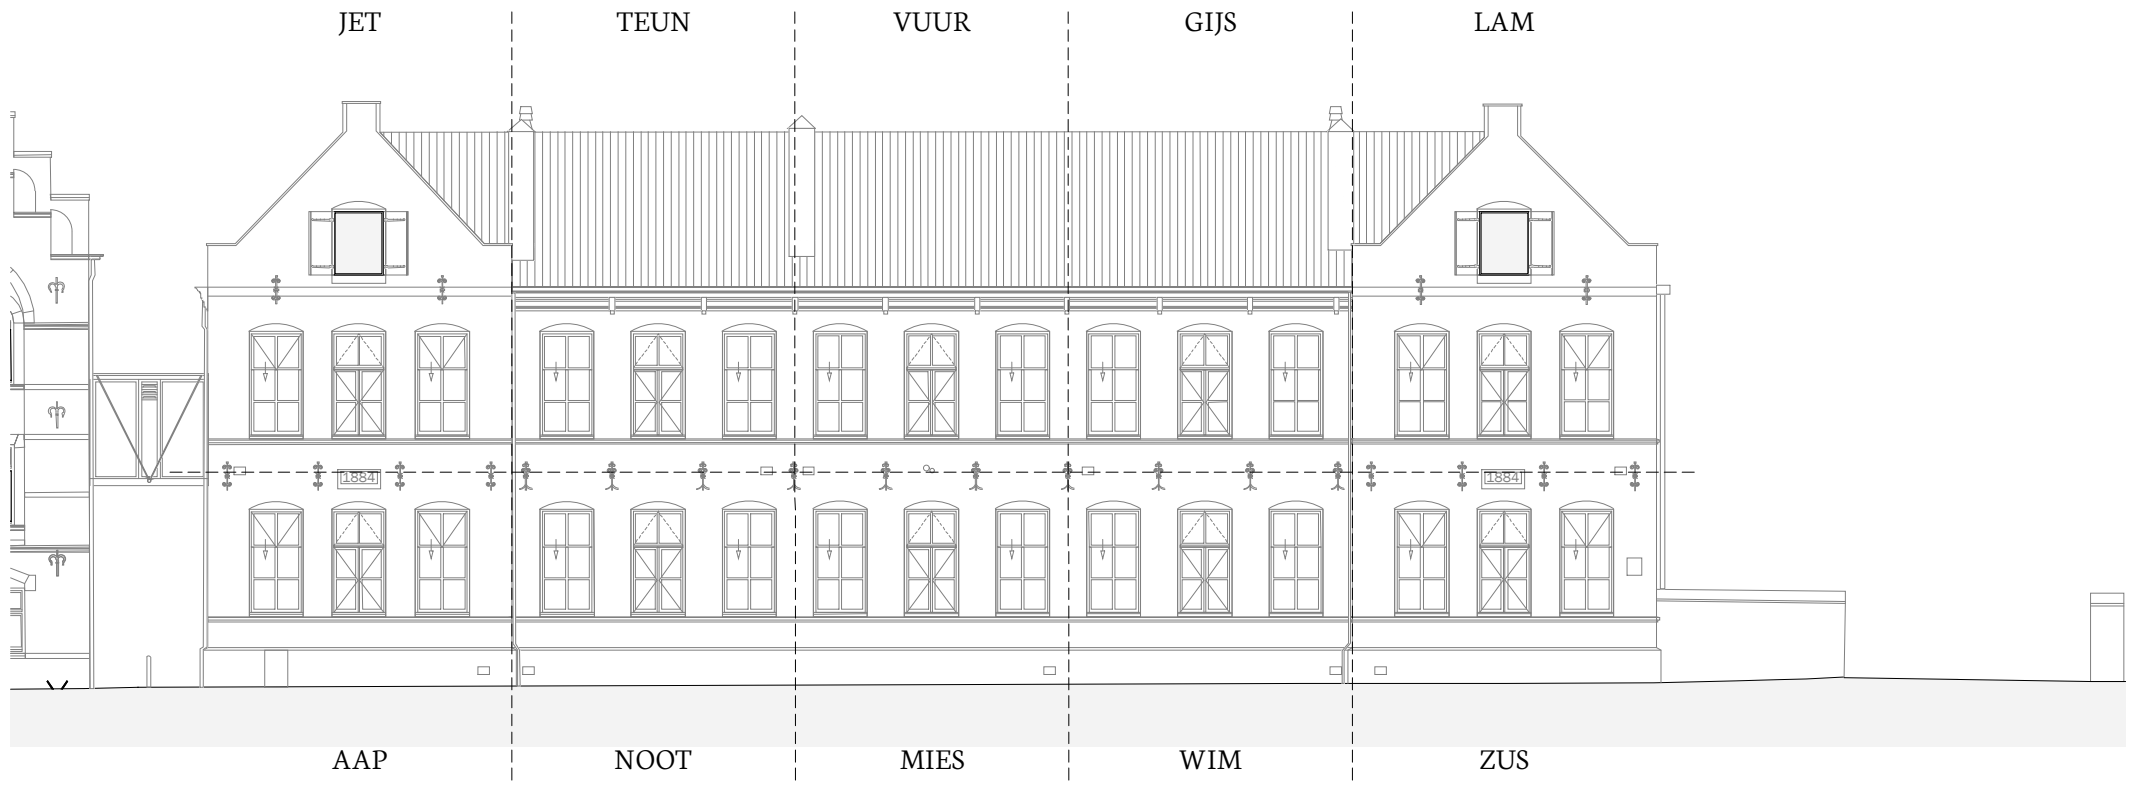 JET TEUN VUUR GIJS LAM
1884 1884
AAP NOOT MIES WIM ZUS